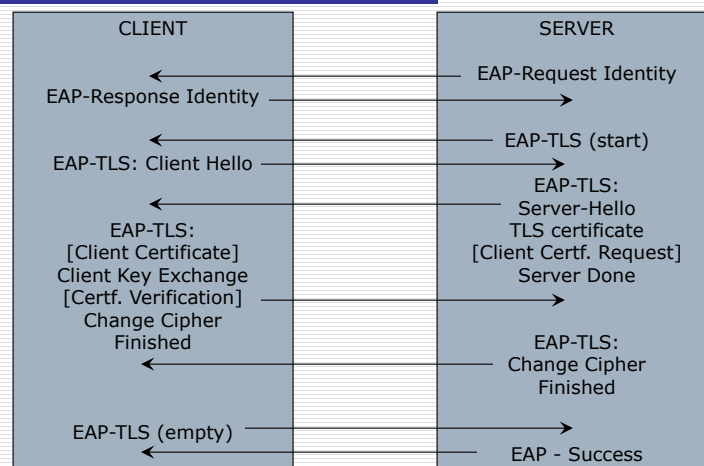 CLIENT
SERVER
EAP-Request Identity
EAP-Response Identity
EAP-TLS (start)
EAP-TLS: Client Hello
EAP-TLS:
Server-Hello
TLS certificate
[Client Certf. Request]
Server Done
EAP-TLS:
[Client Certificate]
Client Key Exchange
[Certf. Verification]
Change Cipher
Finished
EAP-TLS:
Change Cipher
Finished
EAP-TLS (empty)
EAP - Success